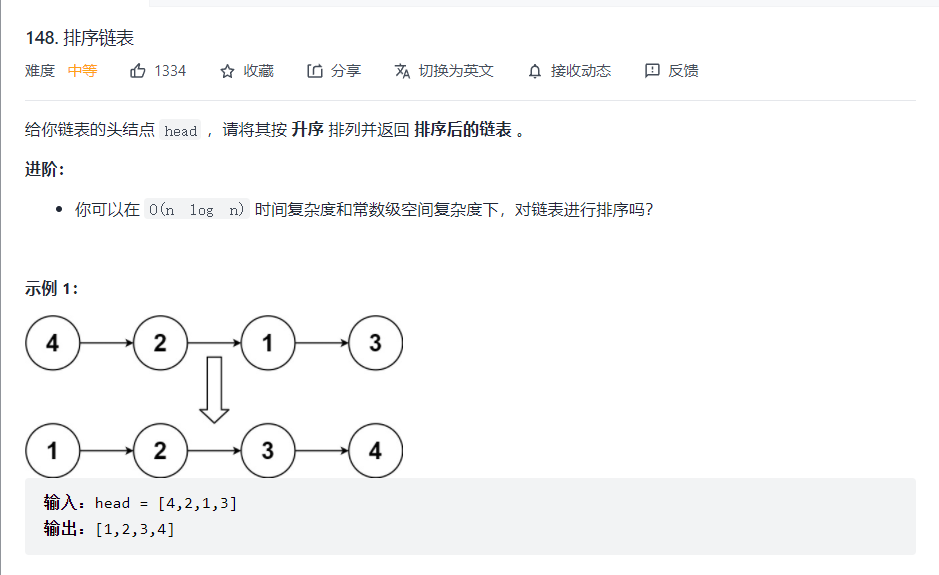 148. 排序链表
难度 中等 1334 收藏 分享 切换为英文 接收动态 反馈
给你链表的头结点 head ，请将其按 升序 排列并返回 排序后的链表 。
进阶：
你可以在 O(n log n) 时间复杂度和常数级空间复杂度下，对链表进行排序吗？
示例 1：
4 2 1 3
1 2 3 4
输入：head = [4,2,1,3]
输出：[1,2,3,4]